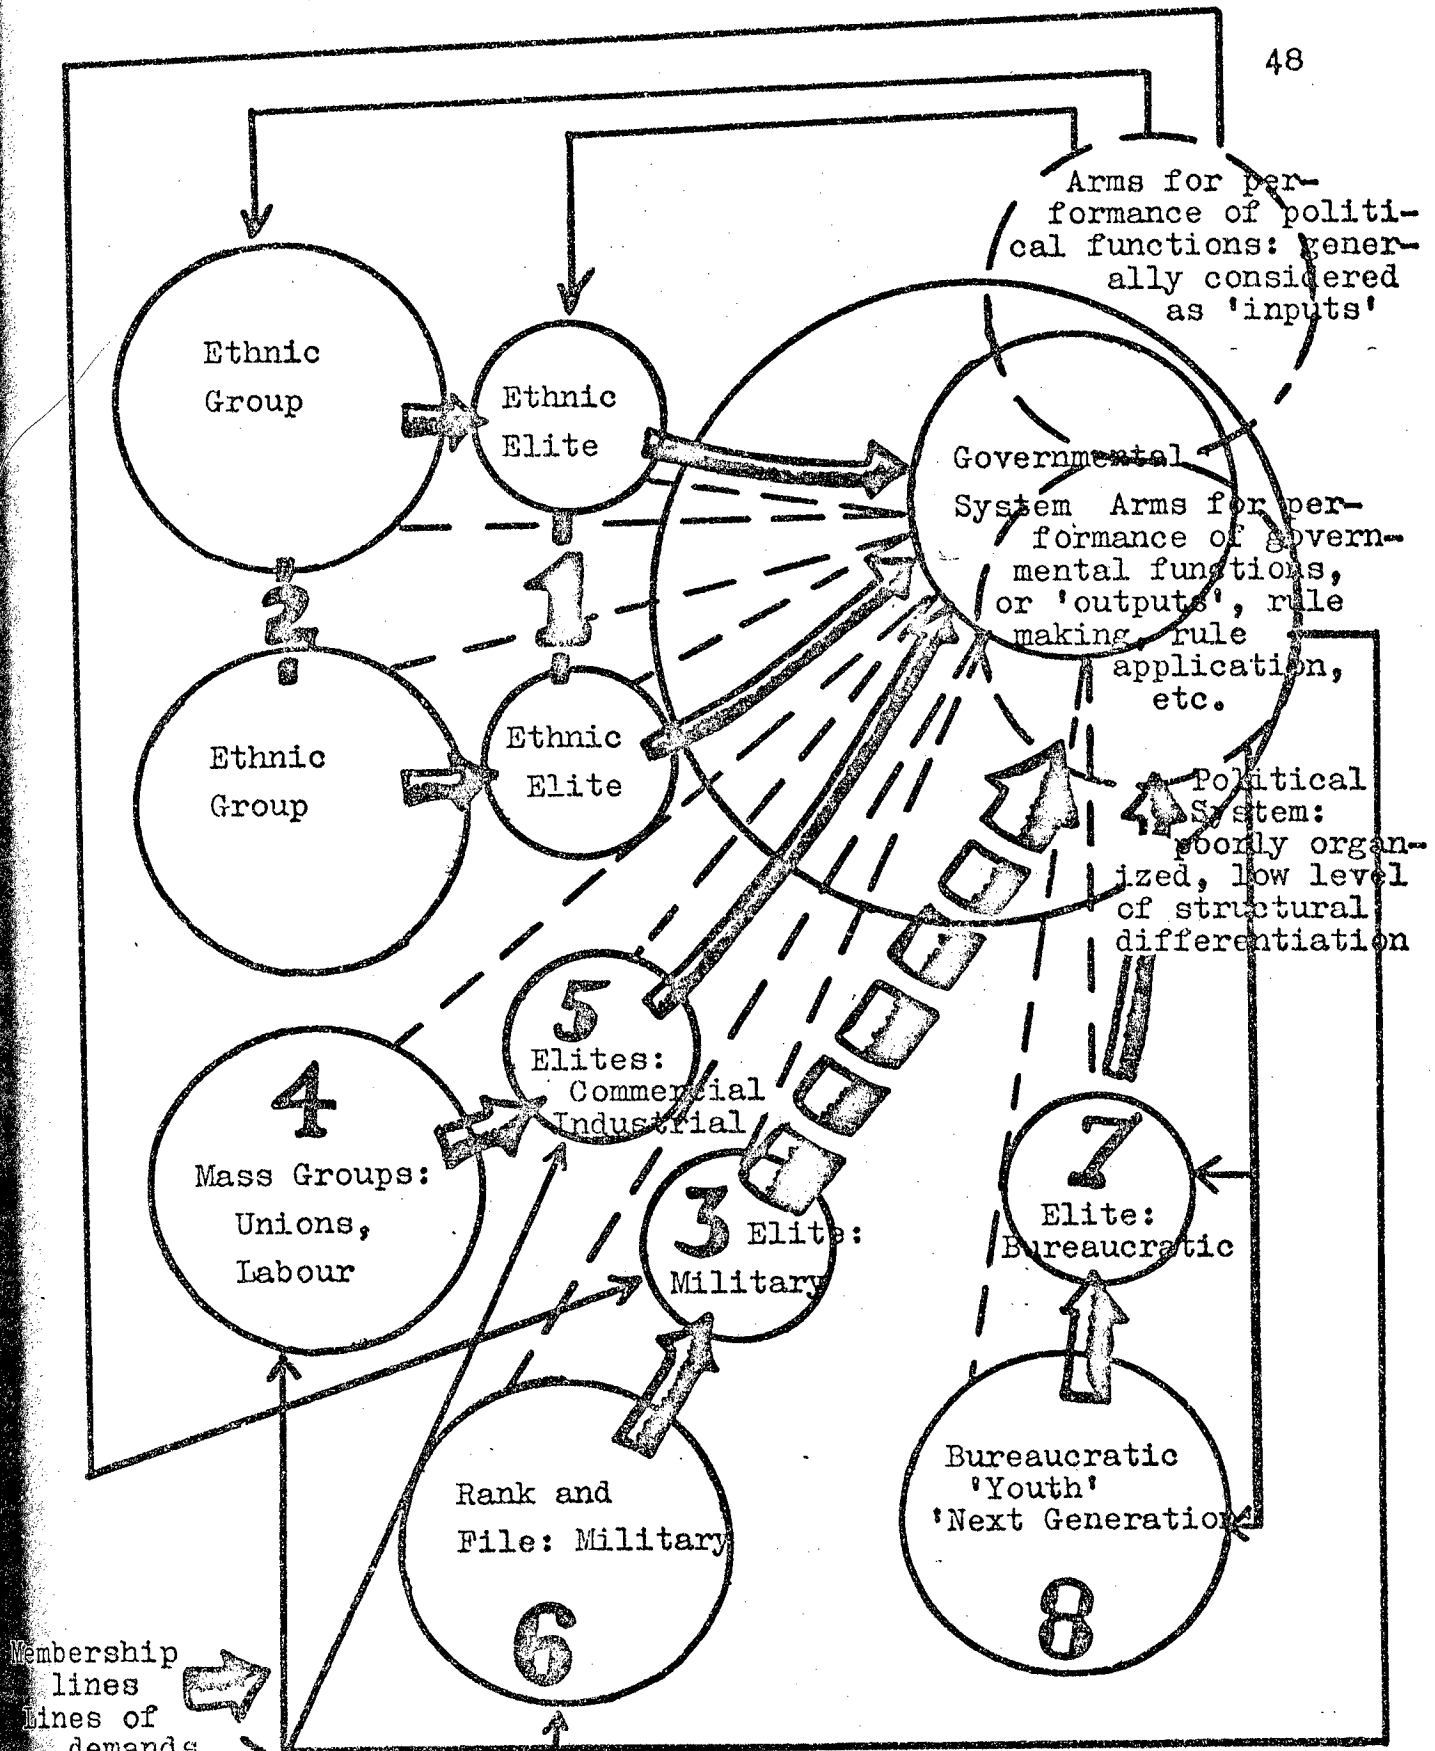 48
Arms for per-
formance of politi-
cal functions: gener-
ally considered
as 'inputs'
Ethnic
Group
Ethnic
Elite
Governmental
System
Arms for per-
formance of govern-
mental functions,
or 'outputs', rule
making, rule
application,
etc.
2
1
Ethnic
Group
Ethnic
Elite
Political
System:
poorly organ-
ized, low level
of structural
differentiation
5
Elites:
Commercial
Industrial
4
Mass Groups:
Unions,
Labour
3 Elite:
Military
7
Elite:
Bureaucratic
Rank and
File: Military
6
Bureaucratic
'Youth'
'Next Generation
8
Membership
lines
Lines of
demands